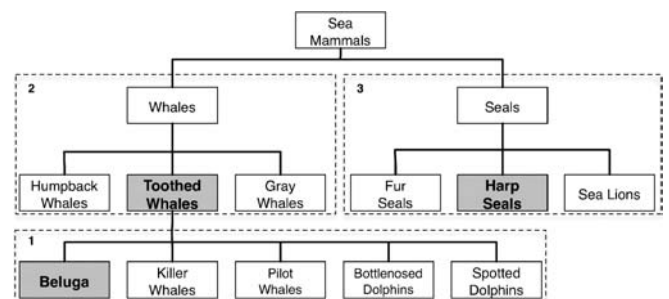 Sea
Mammals
2
Whales
Humpback
Whales
Toothed
Whales
Gray
Whales
3
Seals
Fur
Seals
Harp
Seals
Sea Lions
1
Beluga
Killer
Whales
Pilot
Whales
Bottlenosed
Dolphins
Spotted
Dolphins